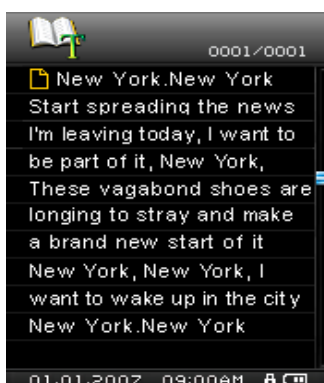 0001/0001
New York.New York
Start spreading the news
I'm leaving today, I want to
be part of it, New York,
These vagabond shoes are
longing to stray and make
a brand new start of it
New York, New York, I
want to wake up in the city
New York.New York
01.01.2007 09:00AM